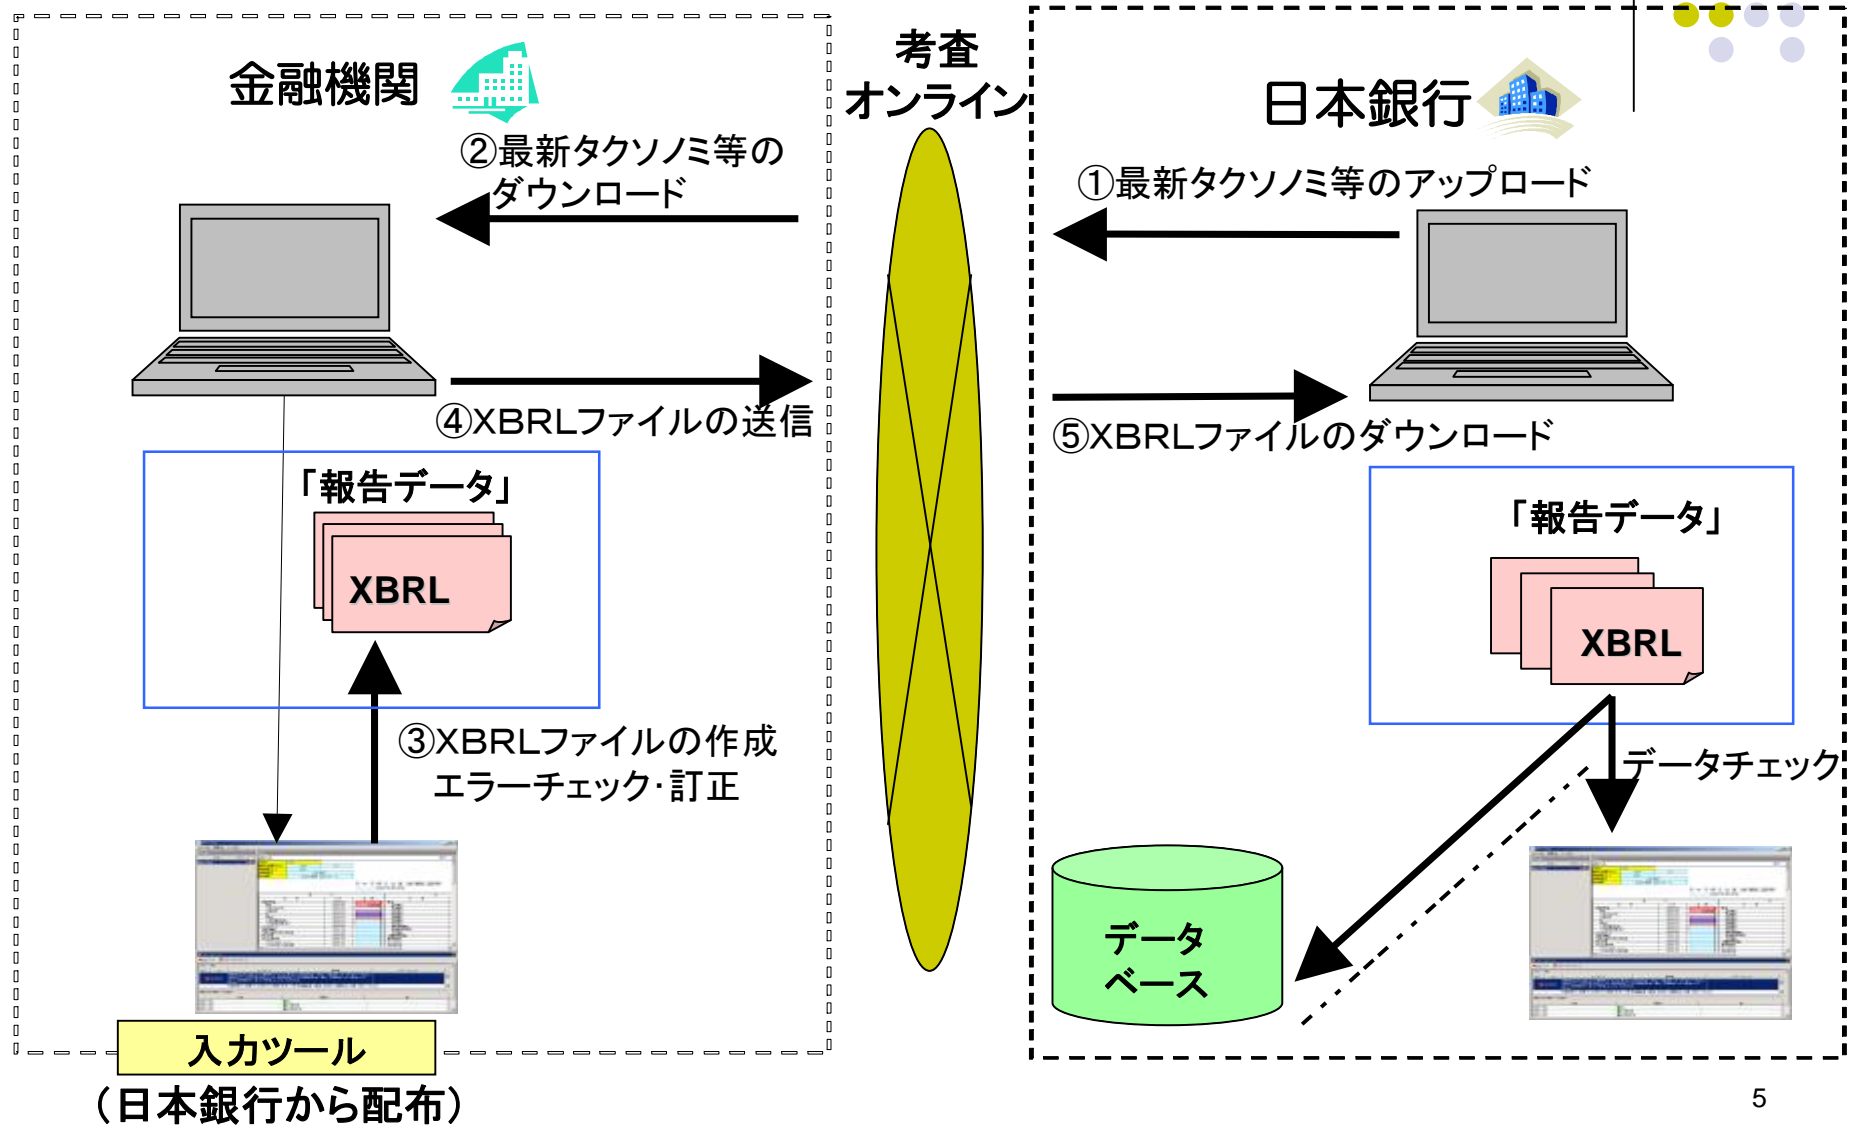 金融機関
②最新タクソノミ等の
ダウンロード
④XBRLファイルの送信
「報告データ」
XBRL
③XBRLファイルの作成
エラーチェック・訂正
入力ツール
（日本銀行から配布）
考査
オンライン
日本銀行
①最新タクソノミ等のアップロード
⑤XBRLファイルのダウンロード
「報告データ」
XBRL
データチェック
データ
ベース
5